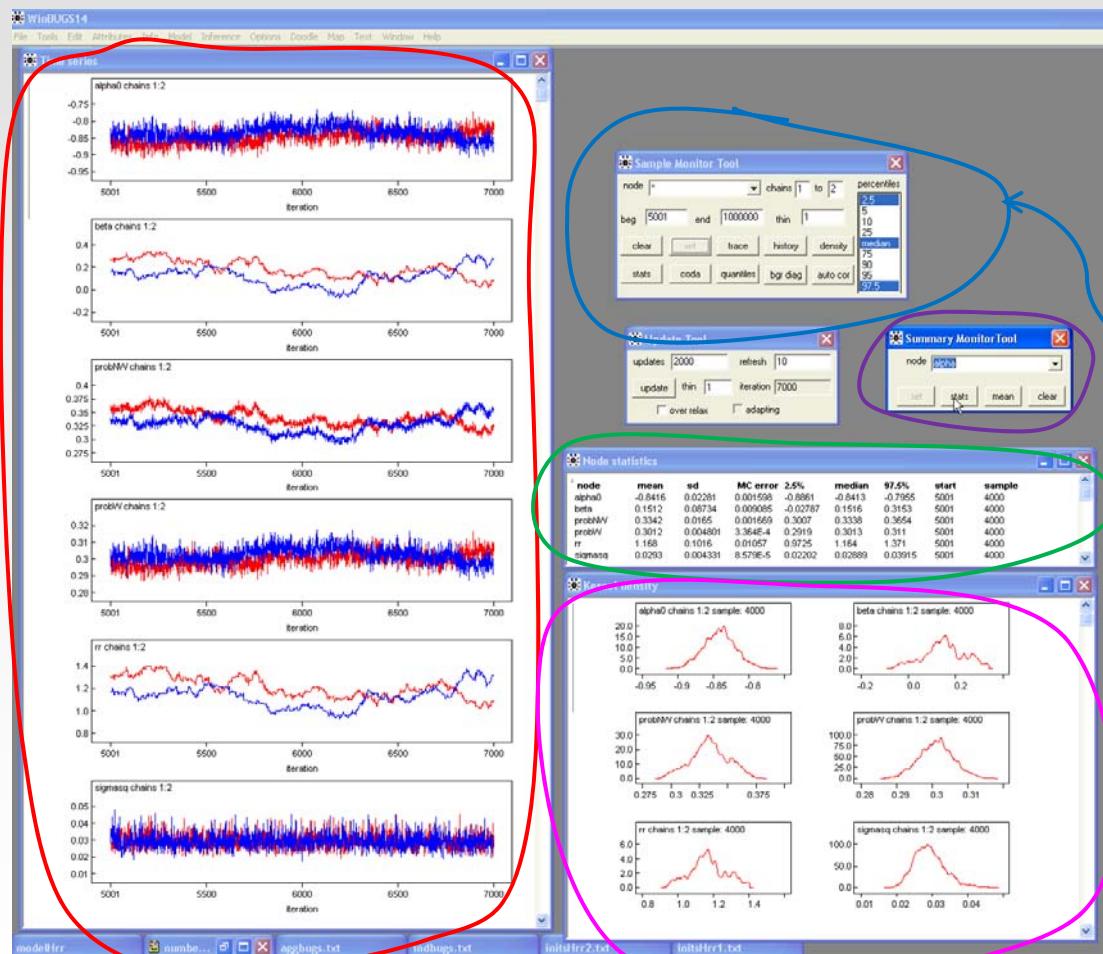 WinBUGS14
File Tools Edit Attributes Info Model Inference Options Doodle Map Text Window Help
Time series
alpha0 chains 1:2
-0.75
-0.8
-0.85
-0.9
-0.95
5001 5500 6000 6500 7000
iteration
beta chains 1:2
0.4
0.2
0.0
-0.2
5001 5500 6000 6500 7000
iteration
probNW chains 1:2
0.4
0.375
0.35
0.325
0.3
0.275
5001 5500 6000 6500 7000
iteration
probW chains 1:2
0.32
0.31
0.3
0.29
0.28
5001 5500 6000 6500 7000
iteration
rr chains 1:2
1.4
1.2
1.0
0.8
5001 5500 6000 6500 7000
iteration
sigmasq chains 1:2
0.05
0.04
0.03
0.02
0.01
5001 5500 6000 6500 7000
iteration
Sample Monitor Tool
node * chains 1 to 2 percentiles
2.5
5
10
25
median
75
90
95
97.5
beg 5001 end 1000000 thin 1
clear set trace history density
stats coda quantiles bgr diag auto cor
Update Tool
updates 2000 refresh 10
update thin 1 iteration 7000
over relax adapting
Summary Monitor Tool
node alpha
set stats mean clear
Node statistics
node mean sd MC error 2.5% median 97.5% start sample
alpha0 -0.8416 0.02281 0.001598 -0.8861 -0.8413 -0.7955 5001 4000
beta 0.1512 0.08734 0.009085 -0.02787 0.1516 0.3153 5001 4000
probNW 0.3342 0.0165 0.001669 0.3007 0.3338 0.3654 5001 4000
probW 0.3012 0.004801 3.364E-4 0.2919 0.3013 0.311 5001 4000
rr 1.168 0.1016 0.01057 0.9725 1.164 1.371 5001 4000
sigmasq 0.0293 0.004331 8.579E-5 0.02202 0.02889 0.03915 5001 4000
Kernel density
alpha0 chains 1:2 sample: 4000
20.0
15.0
10.0
5.0
0.0
-0.95 -0.9 -0.85 -0.8
beta chains 1:2 sample: 4000
8.0
6.0
4.0
2.0
0.0
-0.2 0.0 0.2
probNW chains 1:2 sample: 4000
30.0
20.0
10.0
0.0
0.275 0.3 0.325 0.375
probW chains 1:2 sample: 4000
100.0
75.0
50.0
25.0
0.0
0.28 0.29 0.3 0.31
rr chains 1:2 sample: 4000
6.0
4.0
2.0
0.0
0.8 1.0 1.2 1.4
sigmasq chains 1:2 sample: 4000
100.0
50.0
0.0
0.01 0.02 0.03 0.04
modelHrr numbe... aggbugs.txt indbugs.txt initsHrr2.txt initsHrr1.txt